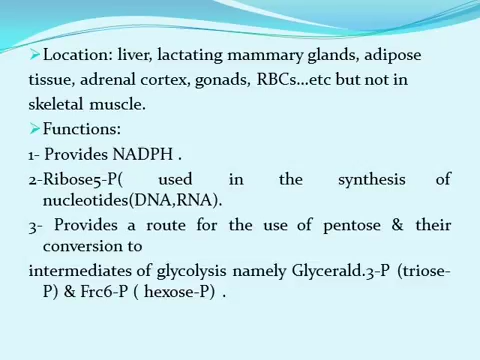 Location: liver, lactating mammary glands, adipose
tissue, adrenal cortex, gonads, RBCs...etc but not in
skeletal muscle.
Functions:
1- Provides NADPH .
2-Ribose5-P( used in the synthesis of
nucleotides(DNA,RNA).
3- Provides a route for the use of pentose & their
conversion to
intermediates of glycolysis namely Glycerald.3-P (triose-
P) & Frc6-P ( hexose-P) .